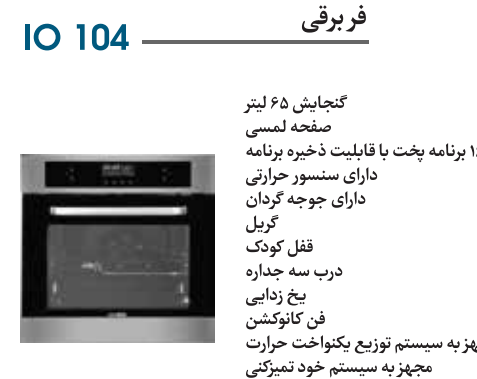 فر برقی
IO 104
گنجایش ۶۵ لیتر
صفحه لمسی
برنامه پخت با قابلیت ذخیره برنامه
دارای سنسور حرارتی
دارای جوجه گردان
گریل
قفل کودک
درب سه جداره
یخ زدایی
فن کانوکشن
به سیستم توزیع یکنواخت حرارت
مجهز به سیستم خود تمیزکنی